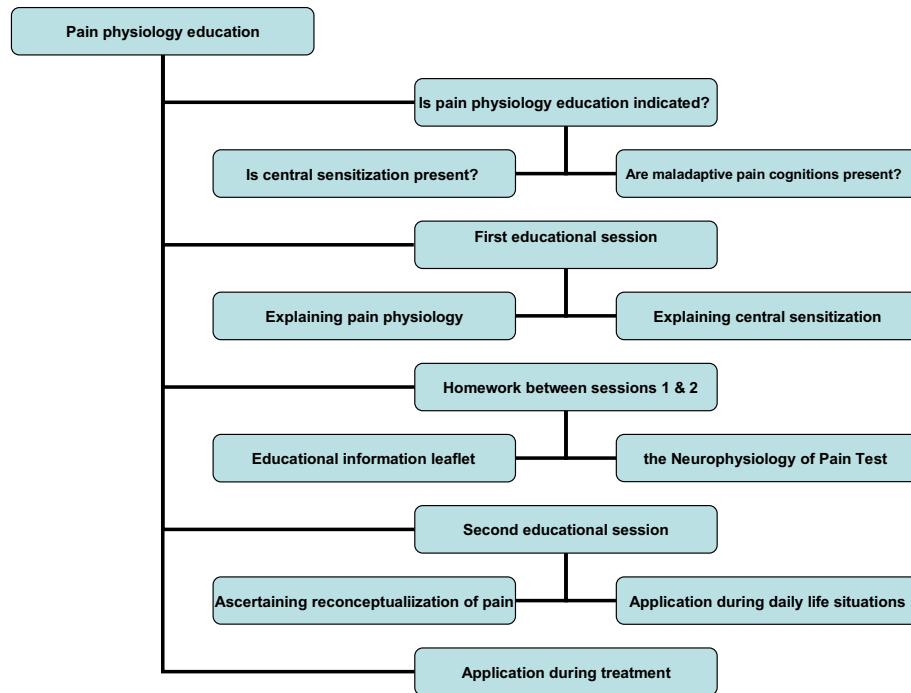 Pain physiology education
Is pain physiology education indicated?
Is central sensitization present?
Are maladaptive pain cognitions present?
First educational session
Explaining pain physiology
Explaining central sensitization
Homework between sessions 1 & 2
Educational information leaflet
the Neurophysiology of Pain Test
Second educational session
Ascertaining reconceptualiization of pain
Application during daily life situations
Application during treatment